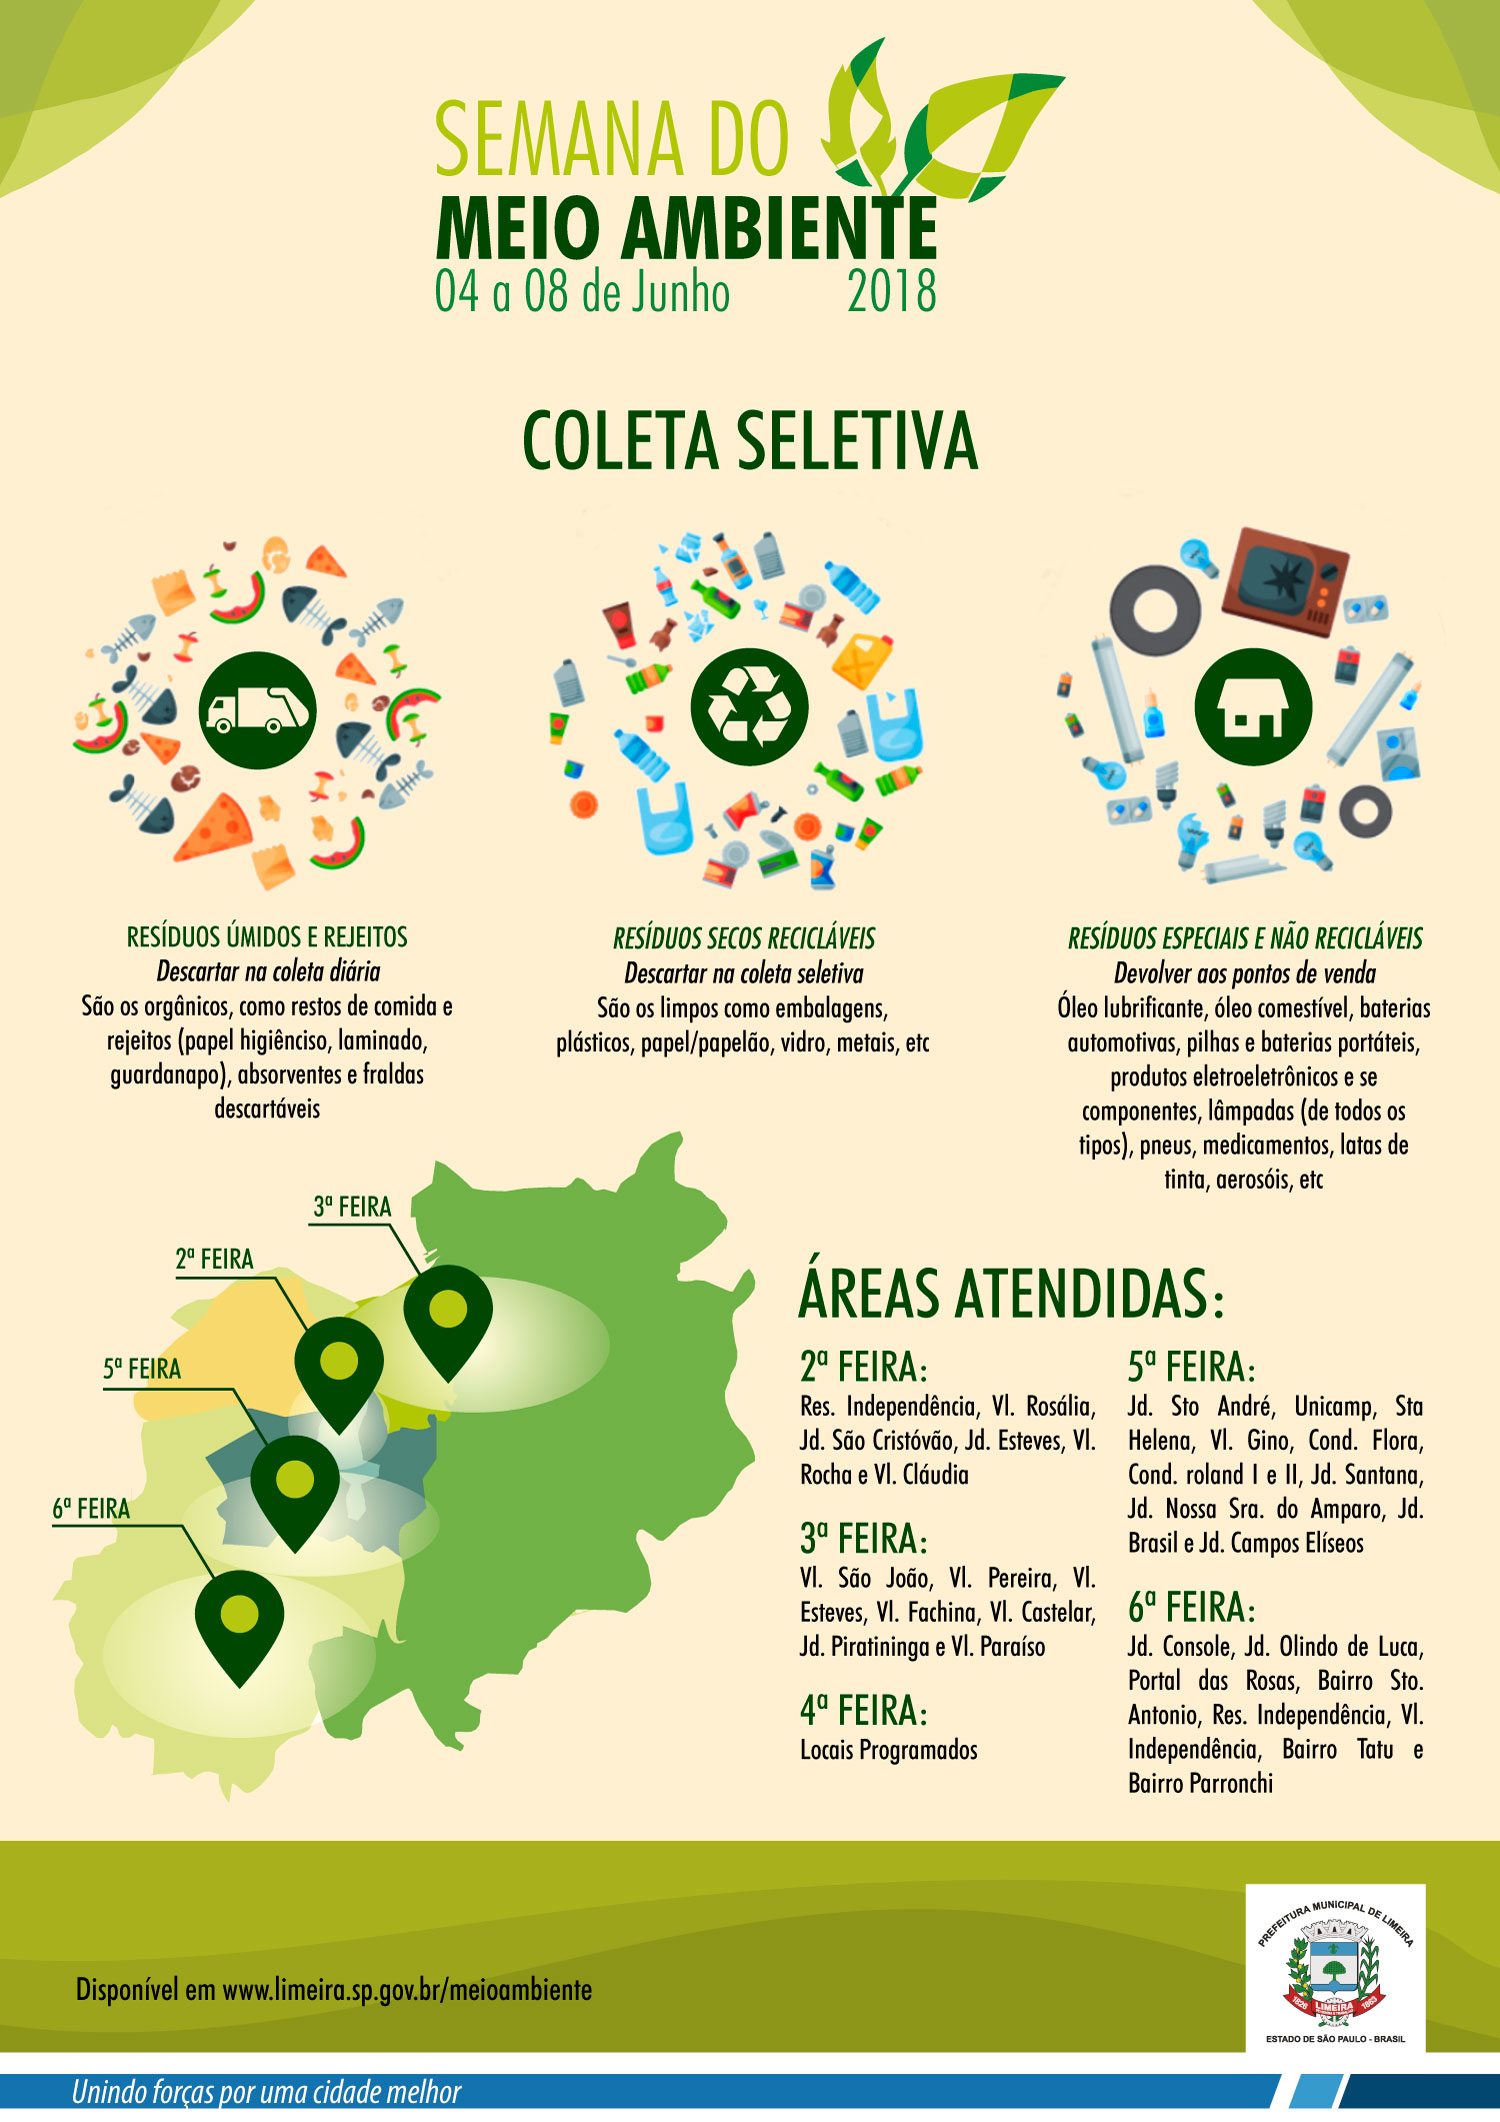 SEMANA DO
MEIO AMBIENTE
04 a 08 de Junho 2018
COLETA SELETIVA
RESÍDUOS ÚMIDOS E REJEITOS
Descartar na coleta diária
São os orgânicos, como restos de comida e
rejeitos (papel higiênciso, laminado,
guardanapo), absorventes e fraldas
descartáveis
RESÍDUOS SECOS RECICLÁVEIS
Descartar na coleta seletiva
São os limpos como embalagens,
plásticos, papel/papelão, vidro, metais, etc
RESÍDUOS ESPECIAIS E NÃO RECICLÁVEIS
Devolver aos pontos de venda
Óleo lubrificante, óleo comestível, baterias
automotivas, pilhas e baterias portáteis,
produtos eletroeletrônicos e se
componentes, lâmpadas (de todos os
tipos), pneus, medicamentos, latas de
tinta, aerosóis, etc
3ª FEIRA
2ª FEIRA
5ª FEIRA
6ª FEIRA
ÁREAS ATENDIDAS:
2ª FEIRA:
Res. Independência, Vl. Rosália,
Jd. São Cristóvão, Jd. Esteves, Vl.
Rocha e Vl. Cláudia
3ª FEIRA:
Vl. São João, Vl. Pereira, Vl.
Esteves, Vl. Fachina, Vl. Castelar,
Jd. Piratininga e Vl. Paraíso
4ª FEIRA:
Locais Programados
5ª FEIRA:
Jd. Sto André, Unicamp, Sta
Helena, Vl. Gino, Cond. Flora,
Cond. roland I e II, Jd. Santana,
Jd. Nossa Sra. do Amparo, Jd.
Brasil e Jd. Campos Elíseos
6ª FEIRA:
Jd. Console, Jd. Olindo de Luca,
Portal das Rosas, Bairro Sto.
Antonio, Res. Independência, Vl.
Independência, Bairro Tatu e
Bairro Parronchi
Disponível em www.limeira.sp.gov.br/meioambiente
PREFEITURA MUNICIPAL DE LIMEIRA
1826 LIMEIRA 1863
ESTADO DE SÃO PAULO - BRASIL
Unindo forças por uma cidade melhor